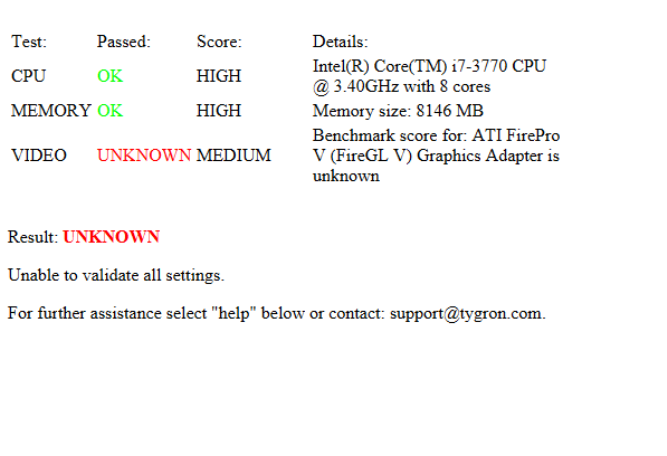 Test: Passed: Score: Details:
CPU OK HIGH Intel(R) Core(TM) i7-3770 CPU
@ 3.40GHz with 8 cores
MEMORY OK HIGH Memory size: 8146 MB
VIDEO UNKNOWN MEDIUM Benchmark score for: ATI FirePro
V (FireGL V) Graphics Adapter is
unknown
Result: UNKNOWN
Unable to validate all settings.
For further assistance select "help" below or contact: support@tygron.com.